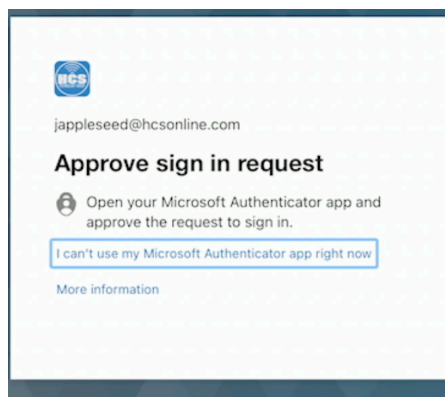 HCS
jappleseed@hcsonline.com
Approve sign in request
Open your Microsoft Authenticator app and
approve the request to sign in.
I can't use my Microsoft Authenticator app right now
More information